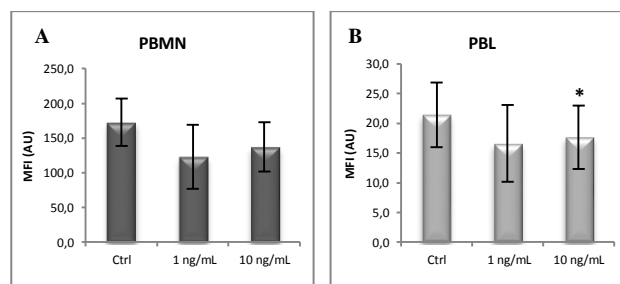 A
PBMN
MFI (AU)
250,0
200,0
150,0
100,0
50,0
0,0
Ctrl 1 ng/mL 10 ng/mL
B
PBL
MFI (AU)
30,0
25,0
20,0
15,0
10,0
5,0
0,0
*
Ctrl 1 ng/mL 10 ng/mL